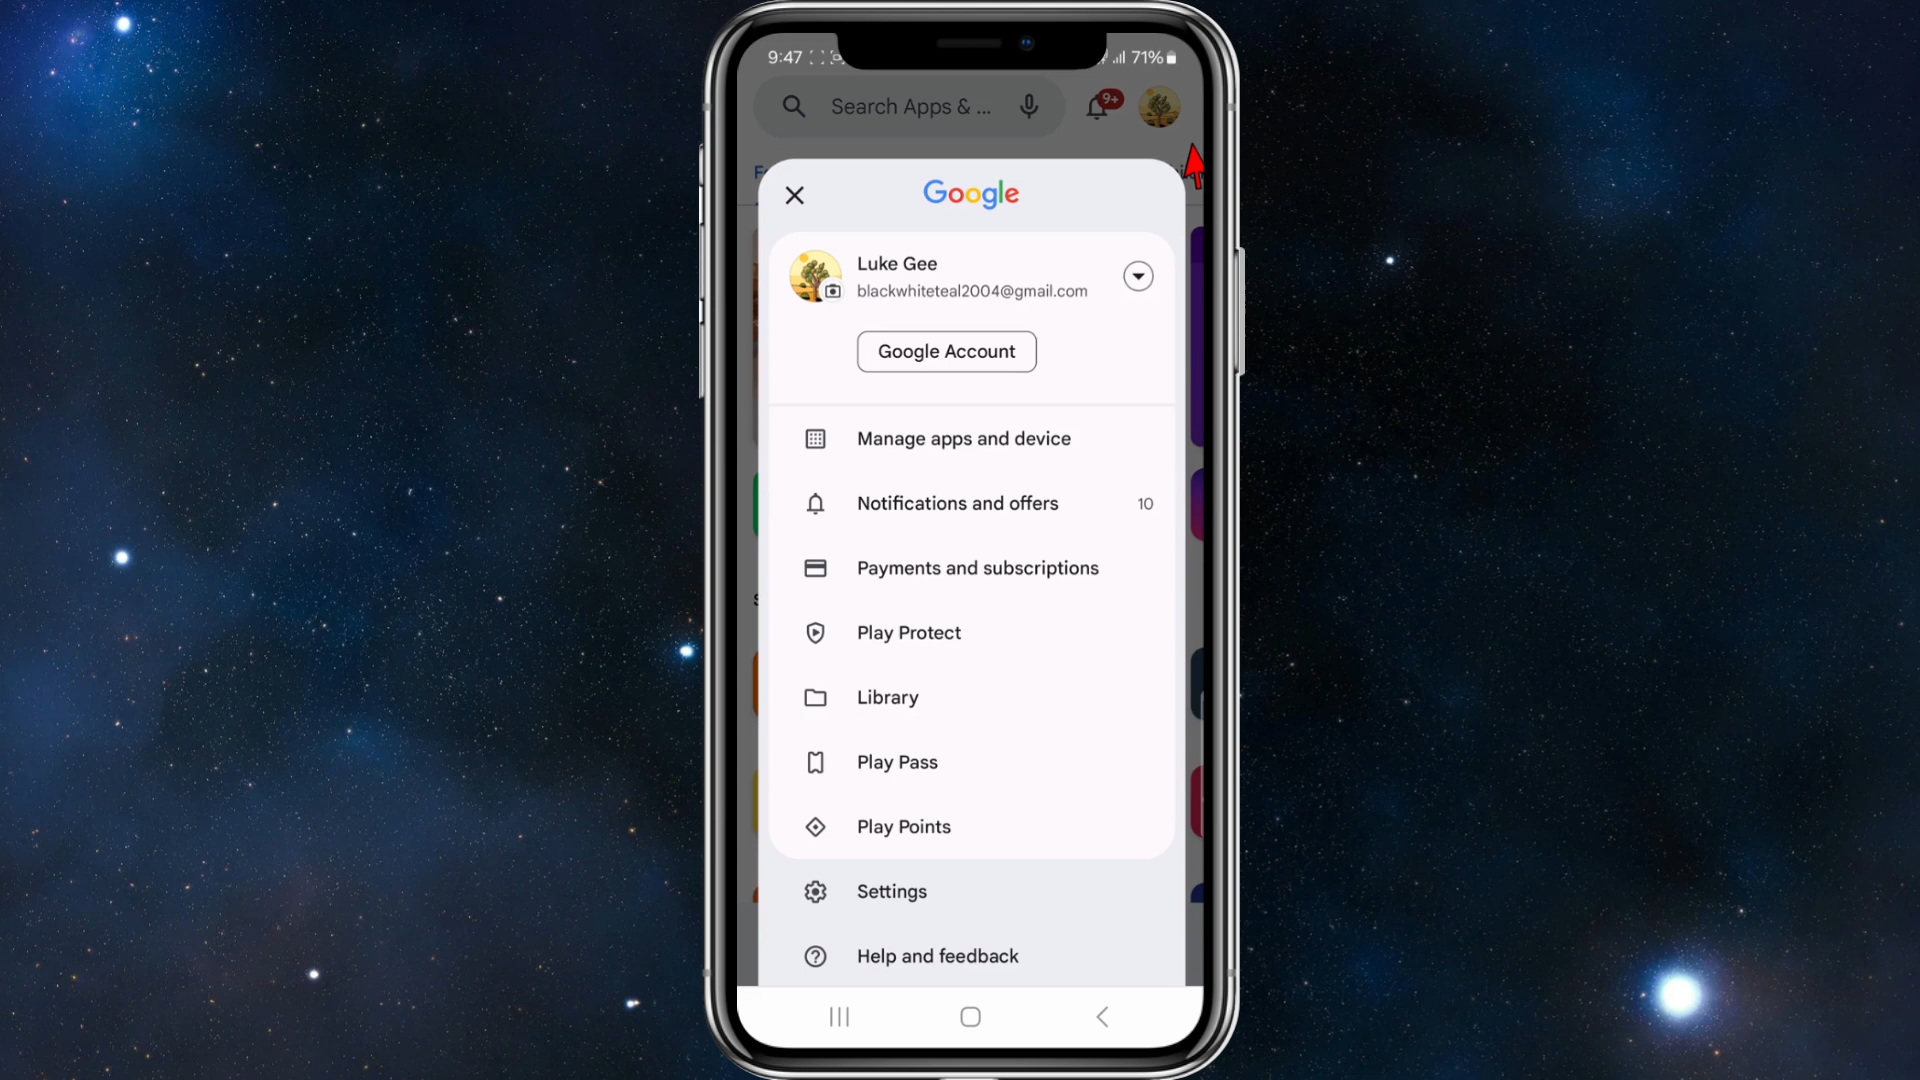 9:47 71%
Search Apps & ... 9+
Google
Luke Gee
blackwhiteteal2004@gmail.com
Google Account
Manage apps and device
Notifications and offers 10
Payments and subscriptions
Play Protect
Library
Play Pass
Play Points
Settings
Help and feedback